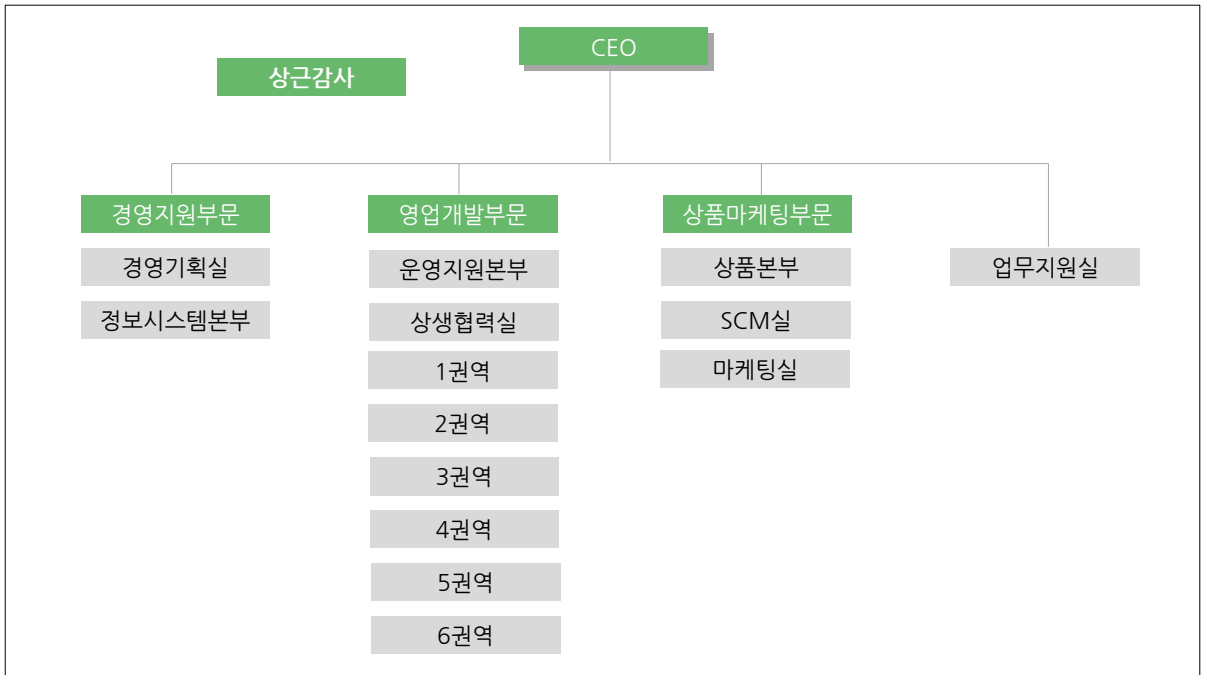 CEO
상근감사
경영지원부문
경영기획실
정보시스템본부
영업개발부문
운영지원본부
상생협력실
1권역
2권역
3권역
4권역
5권역
6권역
상품마케팅부문
상품본부
SCM실
마케팅실
업무지원실